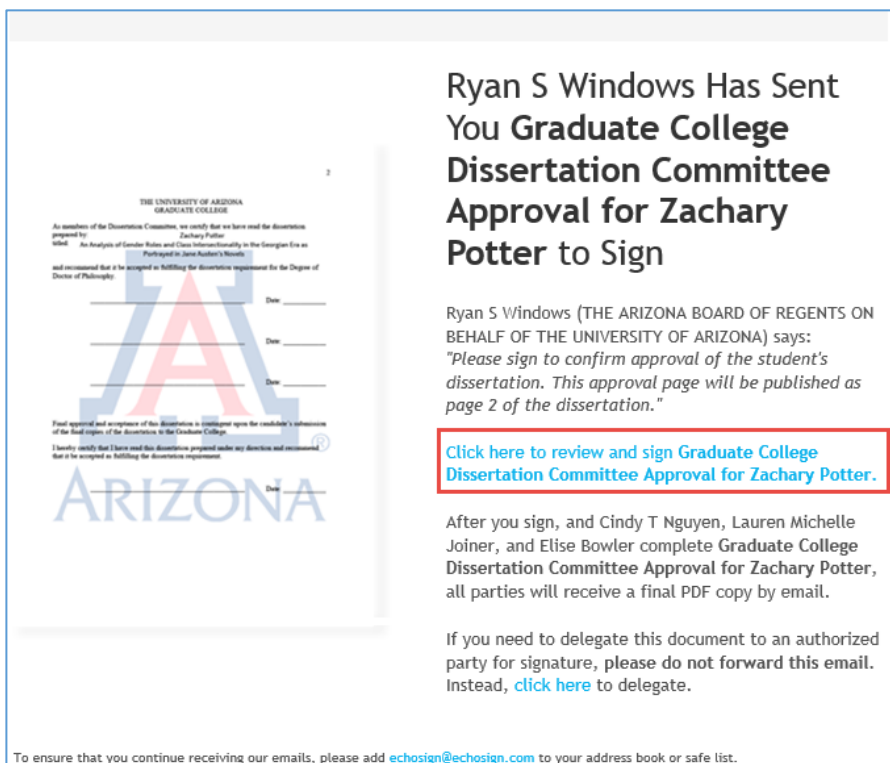 2
THE UNIVERSITY OF ARIZONA
GRADUATE COLLEGE
As members of the Dissertation Committee, we certify that we have read the dissertation
prepared by: Zachary Potter
titled: An Analysis of Gender Roles and Class Intersectionality in the Georgian Era as
Portrayed in Jane Austen's Novels
and recommend that it be accepted as fulfilling the dissertation requirement for the Degree of
Doctor of Philosophy.
Date:
Date:
Date:
Final approval and acceptance of this dissertation is contingent upon the candidate's submission
of the final copies of the dissertation to the Graduate College.
I hereby certify that I have read this dissertation prepared under my direction and recommend
that it be accepted as fulfilling the dissertation requirement.
Date:
ARIZONA
®
Ryan S Windows Has Sent
You Graduate College
Dissertation Committee
Approval for Zachary
Potter to Sign
Ryan S Windows (THE ARIZONA BOARD OF REGENTS ON
BEHALF OF THE UNIVERSITY OF ARIZONA) says:
"Please sign to confirm approval of the student's
dissertation. This approval page will be published as
page 2 of the dissertation."
Click here to review and sign Graduate College
Dissertation Committee Approval for Zachary Potter.
After you sign, and Cindy T Nguyen, Lauren Michelle
Joiner, and Elise Bowler complete Graduate College
Dissertation Committee Approval for Zachary Potter,
all parties will receive a final PDF copy by email.
If you need to delegate this document to an authorized
party for signature, please do not forward this email.
Instead, click here to delegate.
To ensure that you continue receiving our emails, please add echosign@echosign.com to your address book or safe list.